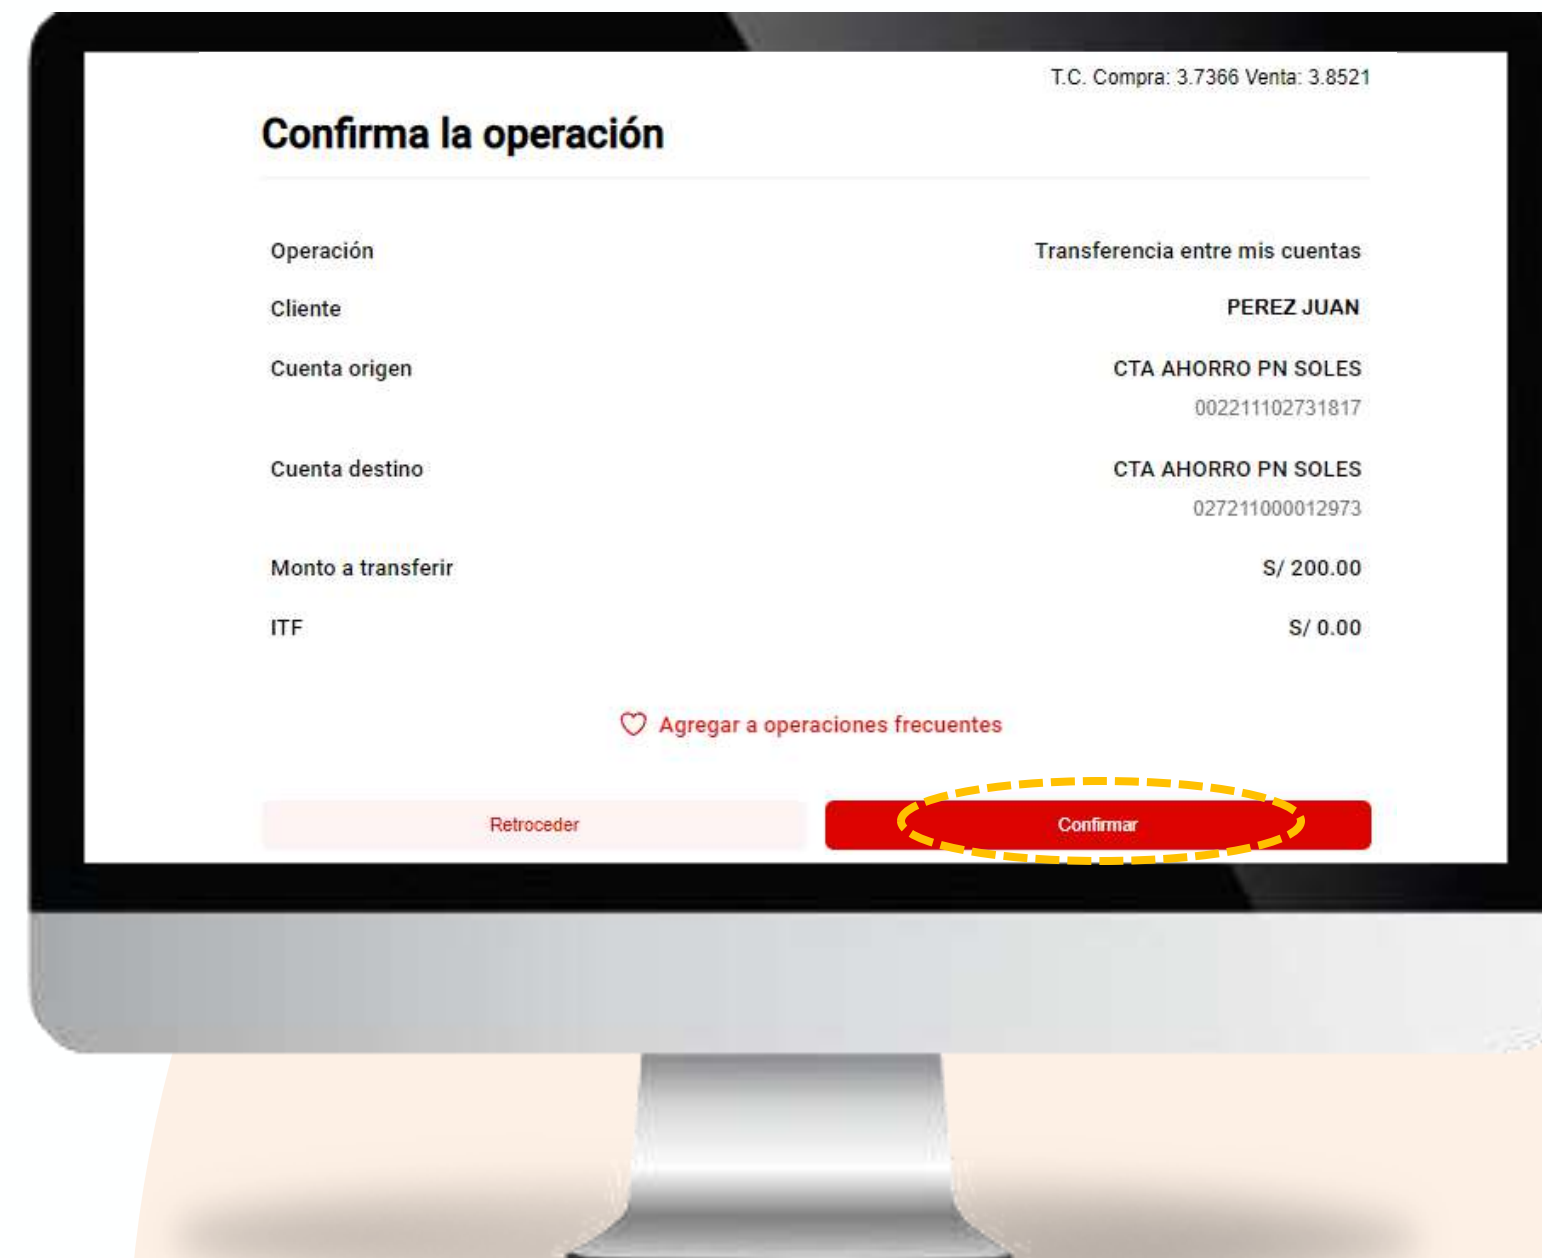 T.C. Compra: 3.7366 Venta: 3.8521
Confirma la operación
Operación Transferencia entre mis cuentas
Cliente PEREZ JUAN
Cuenta origen CTA AHORRO PN SOLES
002211102731817
Cuenta destino CTA AHORRO PN SOLES
027211000012973
Monto a transferir S/ 200.00
ITF S/ 0.00
Agregar a operaciones frecuentes
Retroceder Confirmar